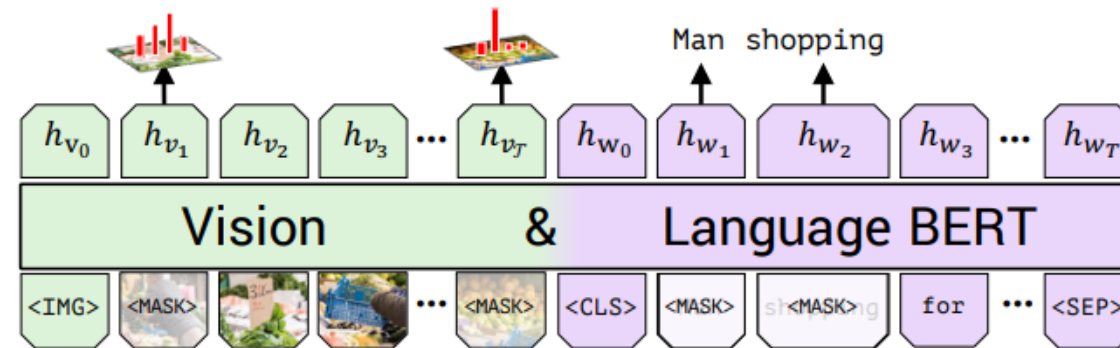 Man shopping
h_{v_0} h_{v_1} h_{v_2} h_{v_3} ... h_{v_𝒯} h_{w_0} h_{w_1} h_{w_2} h_{w_3} ... h_{w_T}
Vision & Language BERT
<IMG> <MASK> ... <MASK> <CLS> <MASK> shopping <MASK> for ... <SEP>